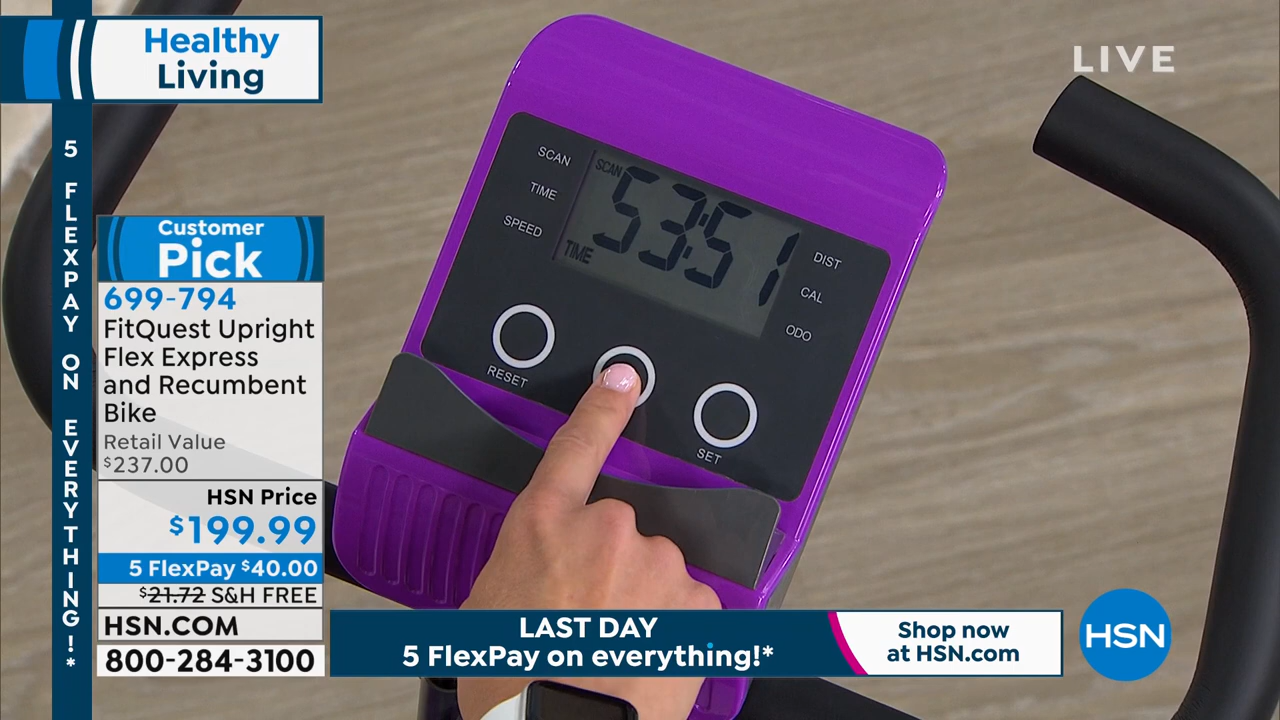 Healthy
Living
LIVE
5 FLEXPAY ON EVERYTHING!*
Customer
Pick
699-794
FitQuest Upright
Flex Express
and Recumbent
Bike
Retail Value
$237.00
HSN Price
$199.99
5 FlexPay $40.00
$21.72 S&H FREE
HSN.COM
800-284-3100
SCAN
TIME
SPEED
SCAN
53:51
TIME
DIST
CAL
ODO
RESET
SET
LAST DAY
5 FlexPay on everything!*
Shop now
at HSN.com
HSN